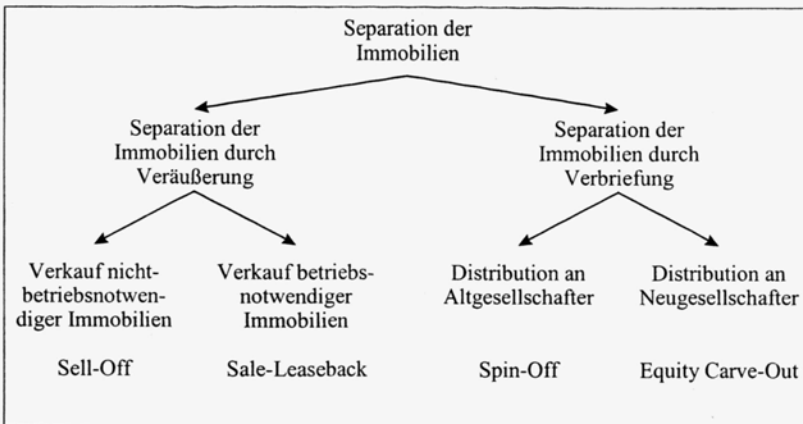 Separation der
Immobilien
Separation der
Immobilien durch
Veräußerung
Separation der
Immobilien durch
Verbriefung
Verkauf nicht-
betriebsnotwen-
diger Immobilien
Verkauf betriebs-
notwendiger
Immobilien
Distribution an
Altgesellschafter
Distribution an
Neugesellschafter
Sell-Off
Sale-Leaseback
Spin-Off
Equity Carve-Out